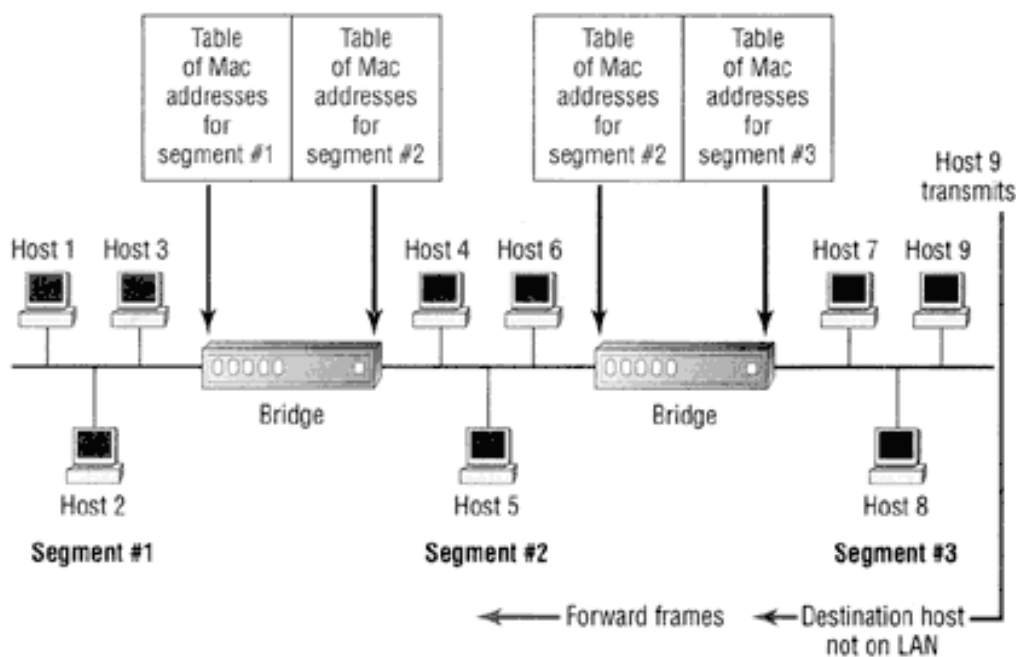 Table
of Mac
addresses
for
segment #1
Table
of Mac
addresses
for
segment #2
Table
of Mac
addresses
for
segment #2
Table
of Mac
addresses
for
segment #3
Host 9
transmits
Host 1
Host 3
Host 4
Host 6
Host 7
Host 9
Bridge
Bridge
Host 2
Host 5
Host 8
Segment #1
Segment #2
Segment #3
Forward frames
Destination host
not on LAN